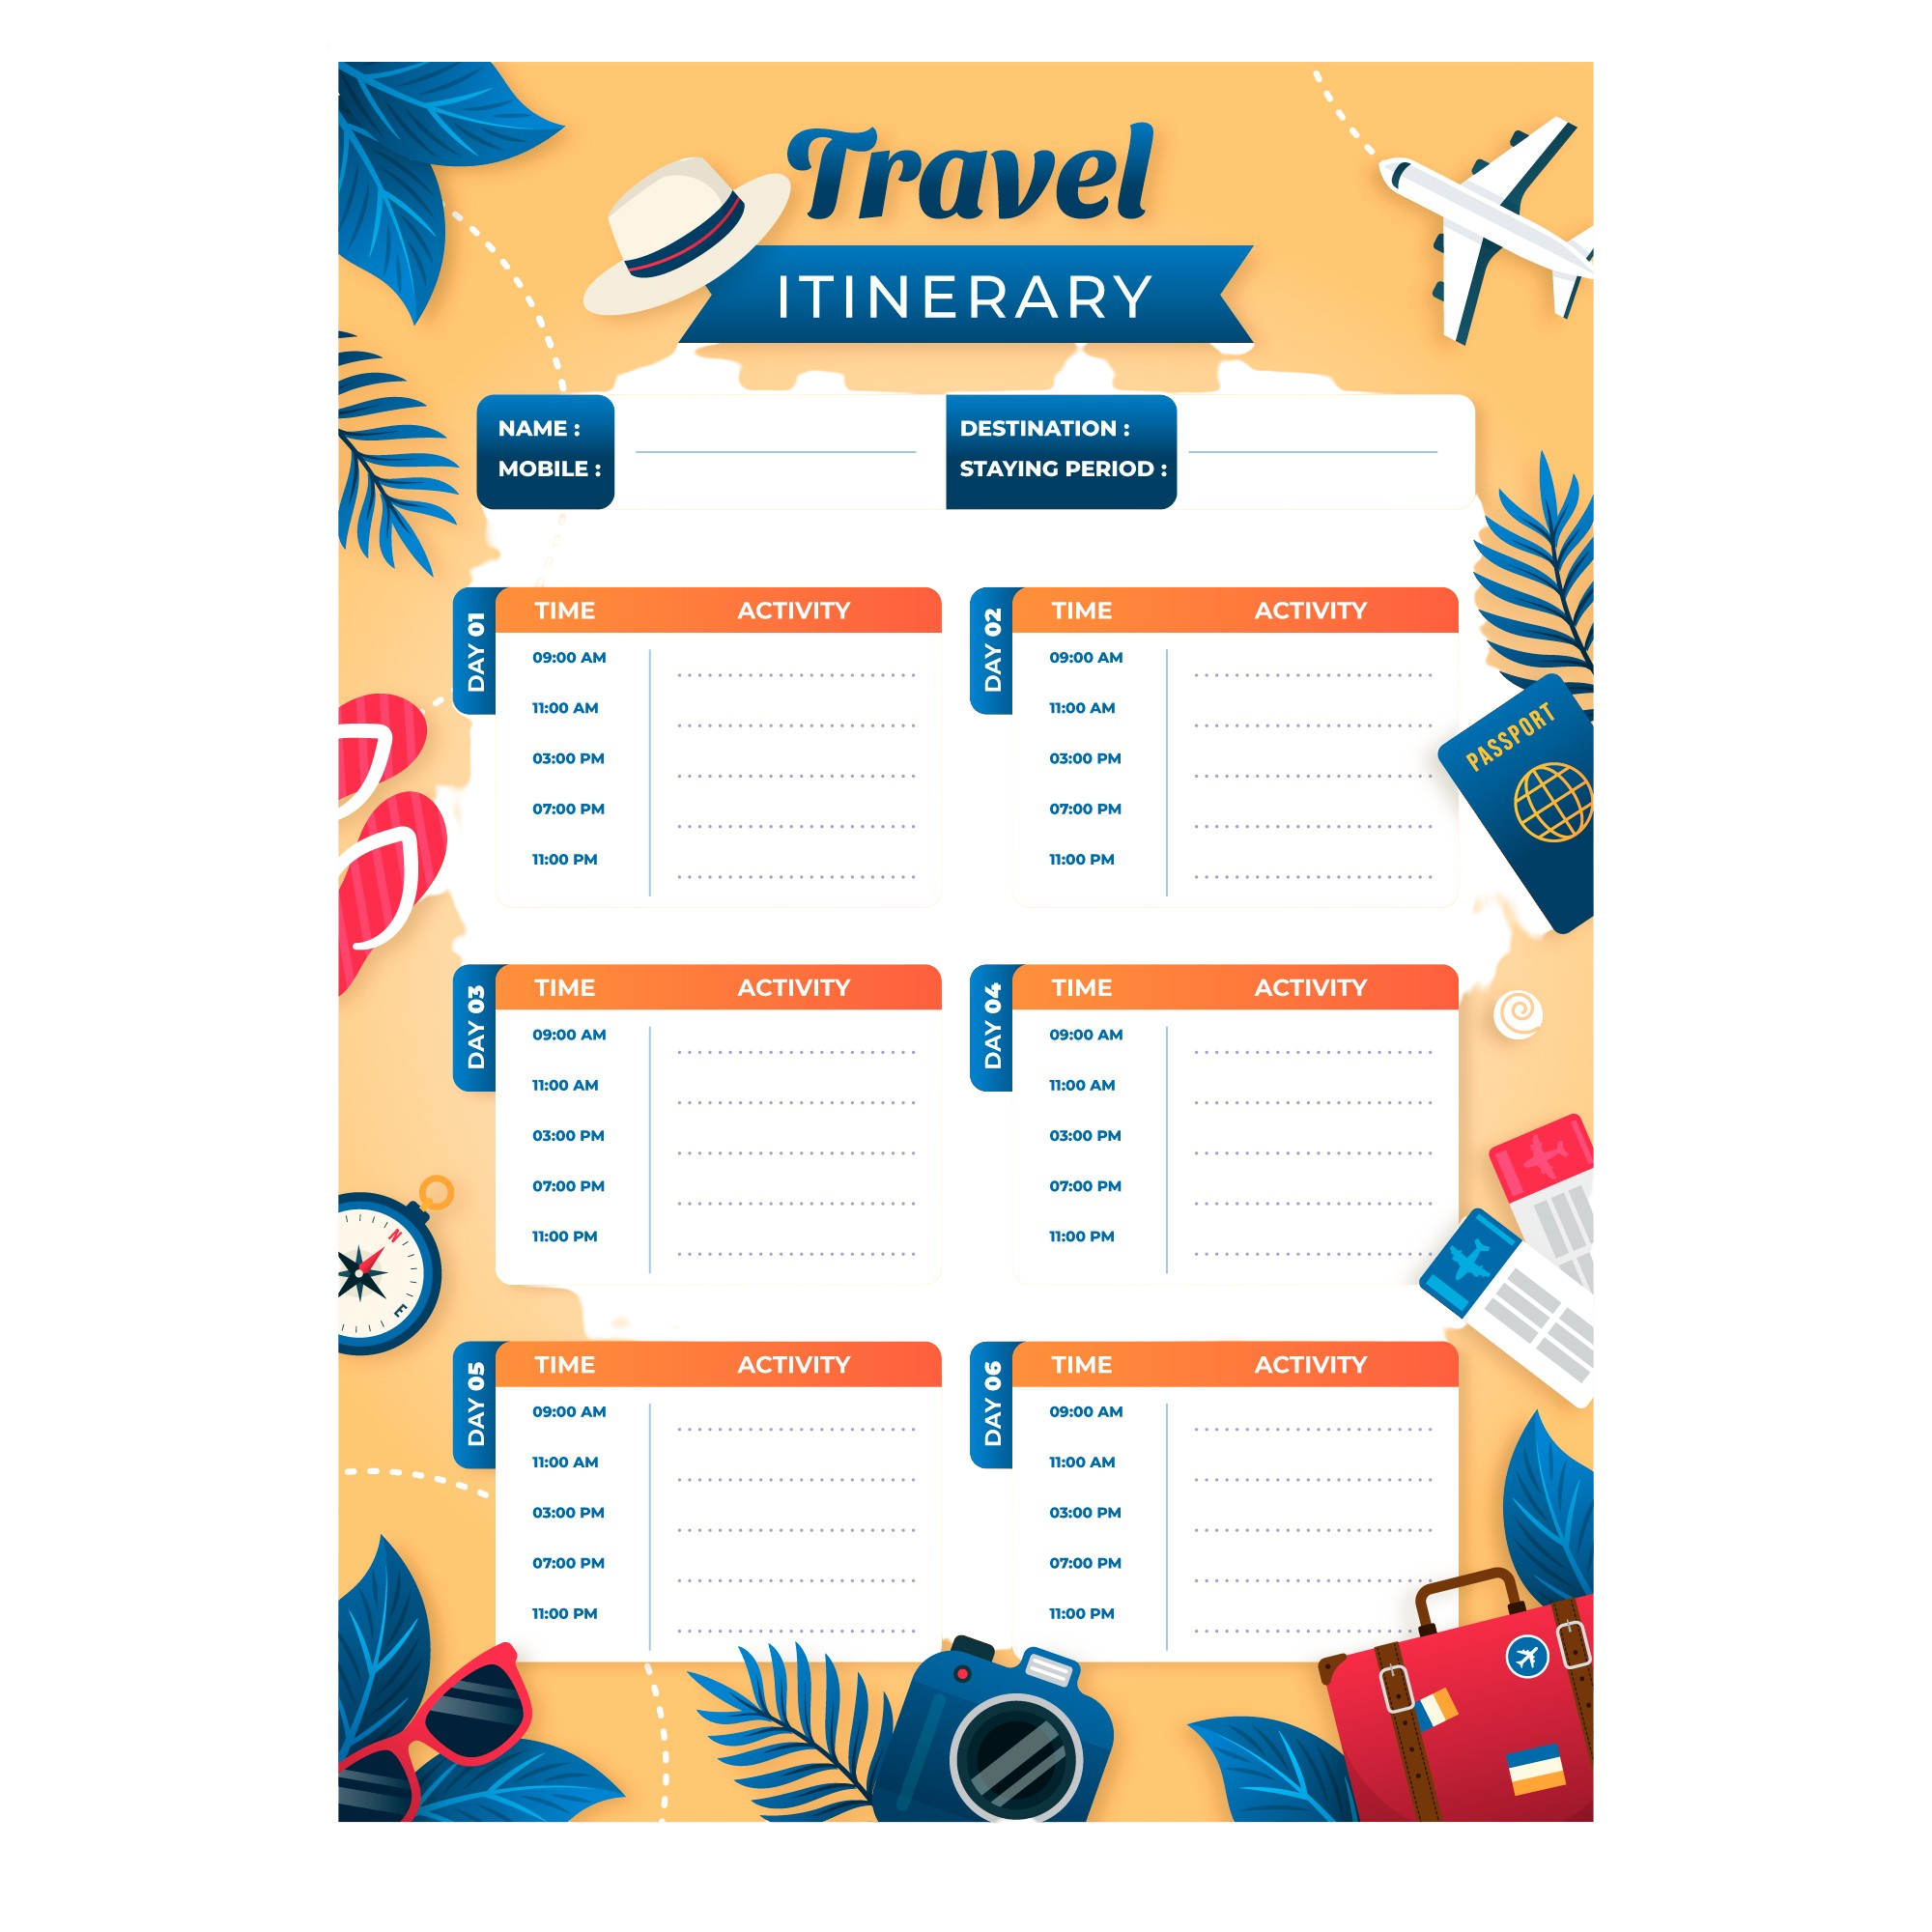 Travel
ITINERARY
NAME :
MOBILE :
DESTINATION :
STAYING PERIOD :
DAY 01
TIME ACTIVITY
09:00 AM
11:00 AM
03:00 PM
07:00 PM
11:00 PM
DAY 02
TIME ACTIVITY
09:00 AM
11:00 AM
03:00 PM
07:00 PM
11:00 PM
PASSPORT
DAY 03
TIME ACTIVITY
09:00 AM
11:00 AM
03:00 PM
07:00 PM
11:00 PM
DAY 04
TIME ACTIVITY
09:00 AM
11:00 AM
03:00 PM
07:00 PM
11:00 PM
N
E
DAY 05
TIME ACTIVITY
09:00 AM
11:00 AM
03:00 PM
07:00 PM
11:00 PM
DAY 06
TIME ACTIVITY
09:00 AM
11:00 AM
03:00 PM
07:00 PM
11:00 PM